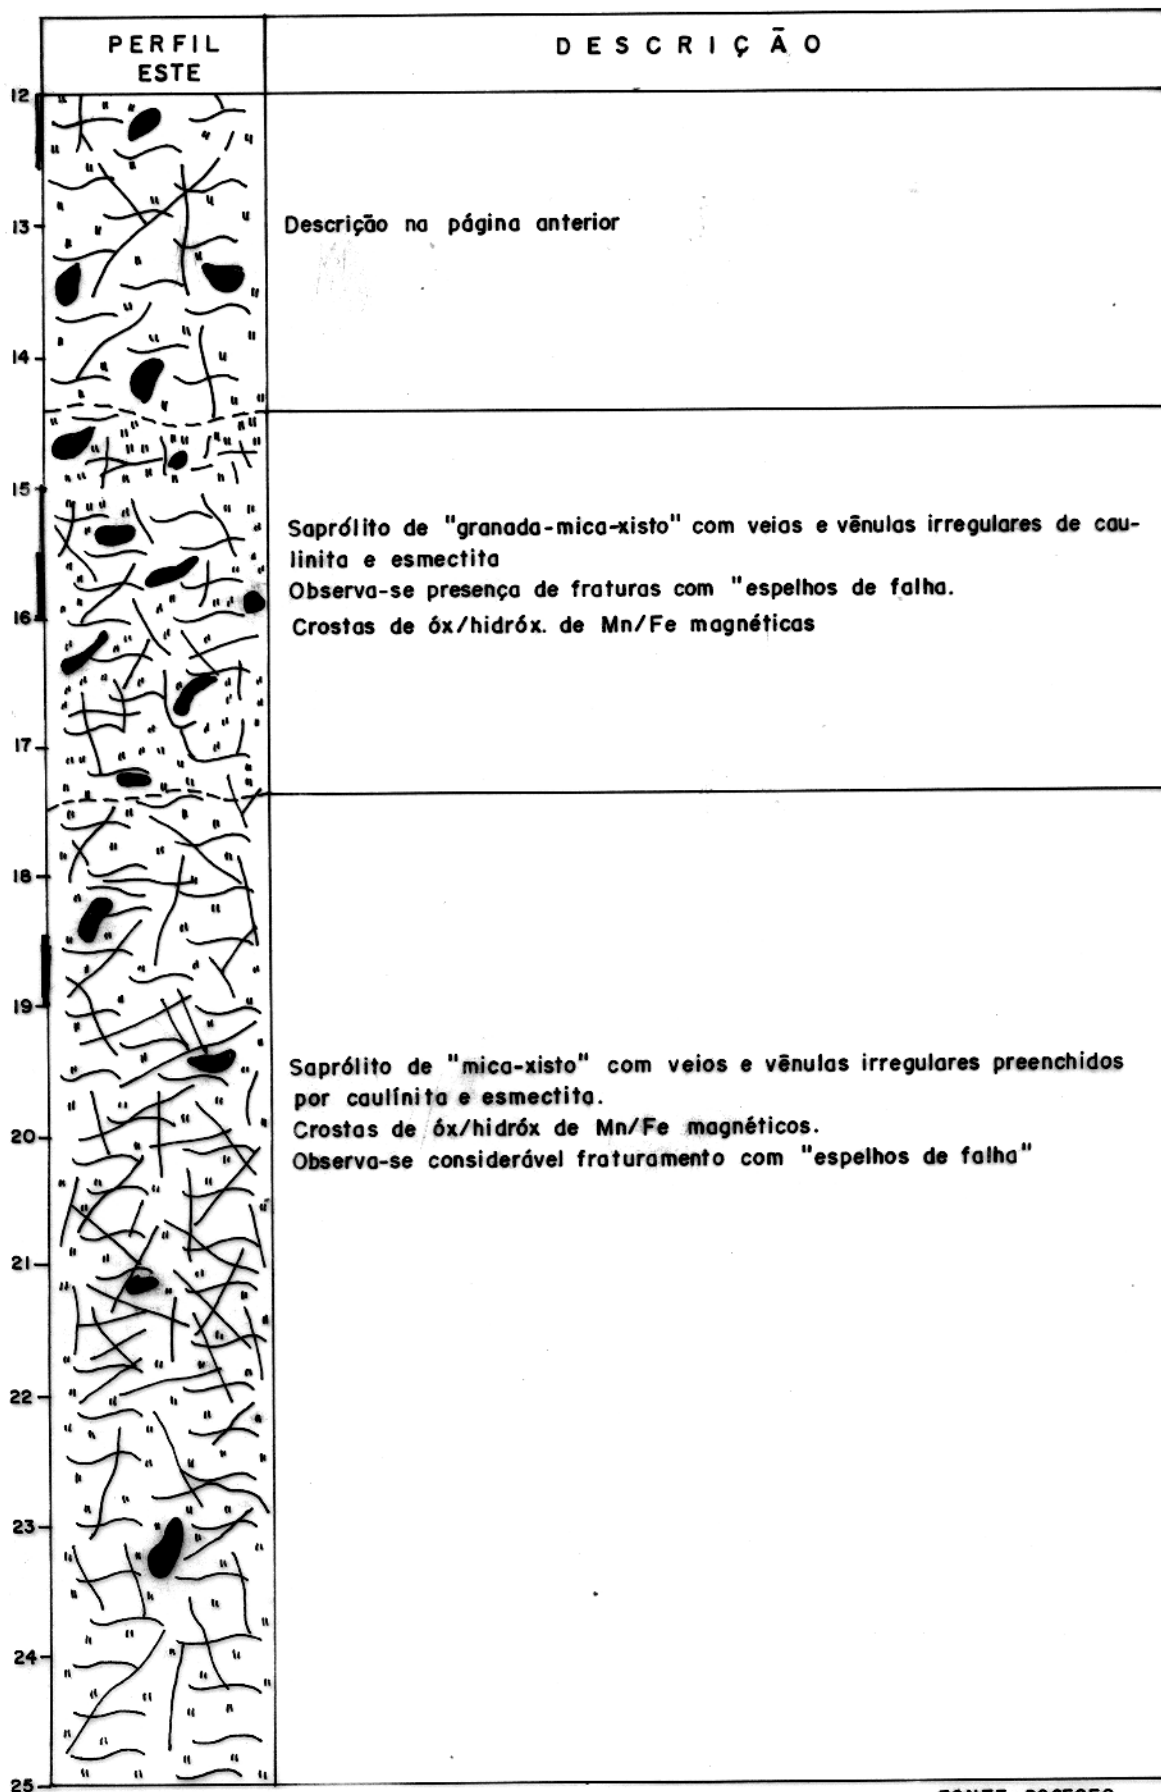 PERFIL
ESTE
DESCRIÇÃO
12
13
14
15
16
17
18
19
20
21
22
23
24
25
Descrição na página anterior
Saprólito de "granada-mica-xisto" com veias e vênulas irregulares de cau-
linita e esmectita
Observa-se presença de fraturas com "espelhos de falha.
Crostas de óx/hidróx. de Mn/Fe magnéticas
Saprólito de "mica-xisto" com veios e vênulas irregulares preenchidos
por caulínita e esmectita.
Crostas de óx/hidróx de Mn/Fe magnéticos.
Observa-se considerável fraturamento com "espelhos de falha"